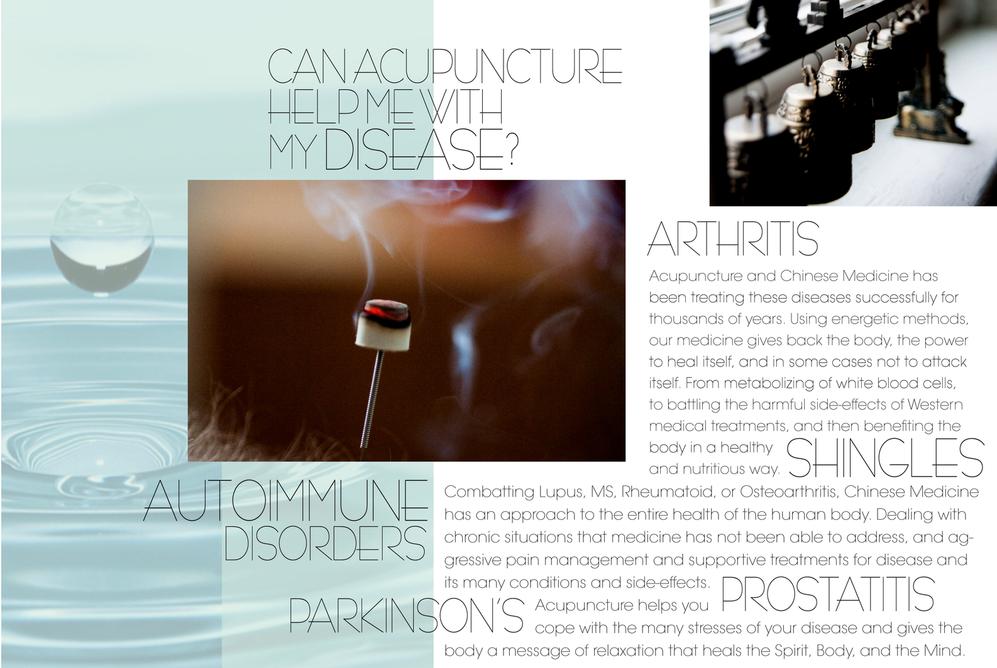 CAN ACUPUNCTURE
HELP ME WITH
MY DISEASE?
ARTHRITIS
Acupuncture and Chinese Medicine has
been treating these diseases successfully for
thousands of years. Using energetic methods,
our medicine gives back the body, the power
to heal itself, and in some cases not to attack
itself. From metabolizing of white blood cells,
to battling the harmful side-effects of Western
medical treatments, and then benefiting the
body in a healthy
and nutritious way.
SHINGLES
AUTOIMMUNE
DISORDERS
Combatting Lupus, MS, Rheumatoid, or Osteoarthritis, Chinese Medicine
has an approach to the entire health of the human body. Dealing with
chronic situations that medicine has not been able to address, and ag-
gressive pain management and supportive treatments for disease and
its many conditions and side-effects.
PROSTATITIS
PARKINSON'S
Acupuncture helps you
cope with the many stresses of your disease and gives the
body a message of relaxation that heals the Spirit, Body, and the Mind.